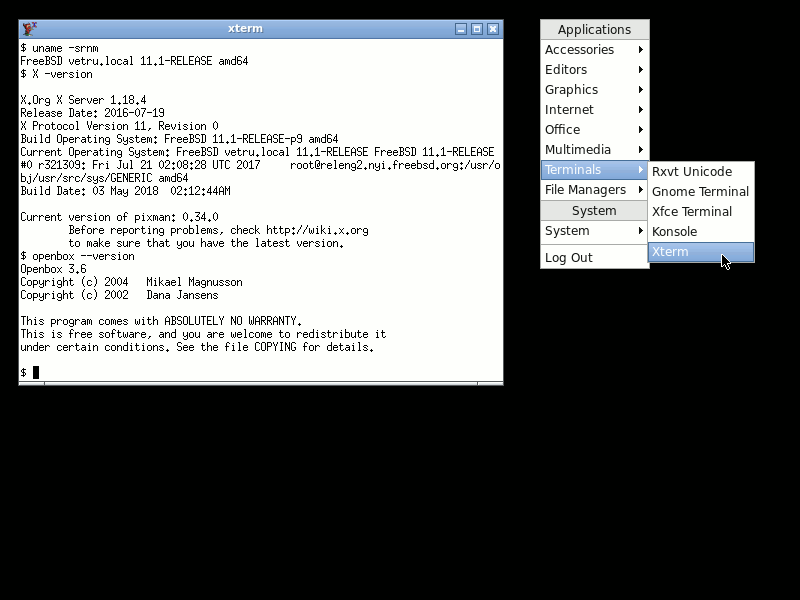 xterm
$ uname -srnm
FreeBSD vetru.local 11.1-RELEASE amd64
$ X -version
X.Org X Server 1.18.4
Release Date: 2016-07-19
X Protocol Version 11, Revision 0
Build Operating System: FreeBSD 11.1-RELEASE-p9 amd64
Current Operating System: FreeBSD vetru.local 11.1-RELEASE FreeBSD 11.1-RELEASE
#0 r321309: Fri Jul 21 02:08:28 UTC 2017     root@releng2.nyi.freebsd.org:/usr/o
bj/usr/src/sys/GENERIC amd64
Build Date: 03 May 2018  02:12:44AM
Current version of pixman: 0.34.0
Before reporting problems, check http://wiki.x.org
to make sure that you have the latest version.
$ openbox --version
Openbox 3.6
Copyright (c) 2004   Mikael Magnusson
Copyright (c) 2002   Dana Jansens
This program comes with ABSOLUTELY NO WARRANTY.
This is free software, and you are welcome to redistribute it
under certain conditions. See the file COPYING for details.
$
Applications
Accessories
Editors
Graphics
Internet
Office
Multimedia
Terminals
File Managers
System
System
Log Out
Rxvt Unicode
Gnome Terminal
Xfce Terminal
Konsole
Xterm